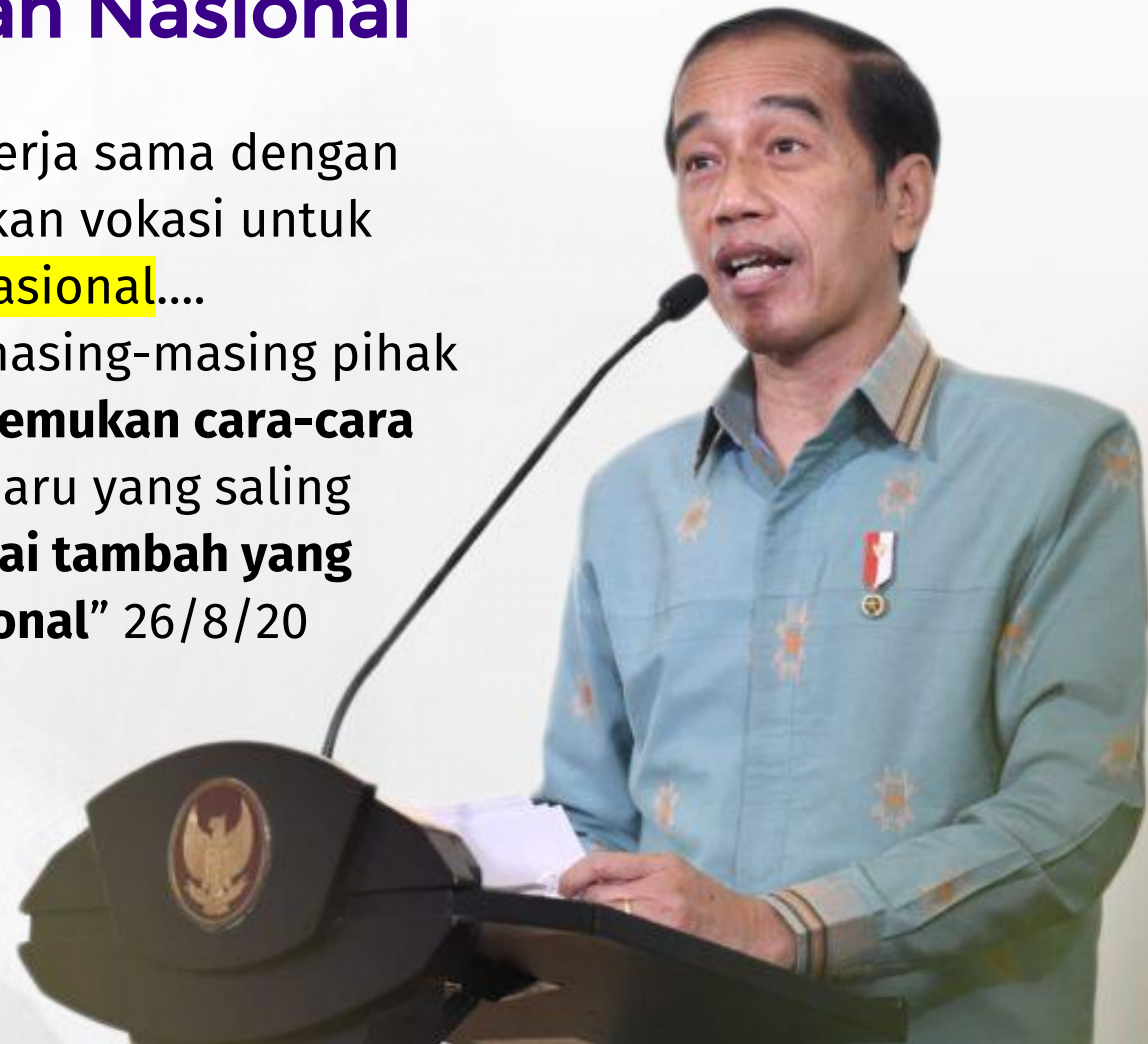 an Nasional
erja sama dengan
kan vokasi untuk
asional....
nasing-masing pihak
emukan cara-cara
aru yang saling
ai tambah yang
onal” 26/8/20